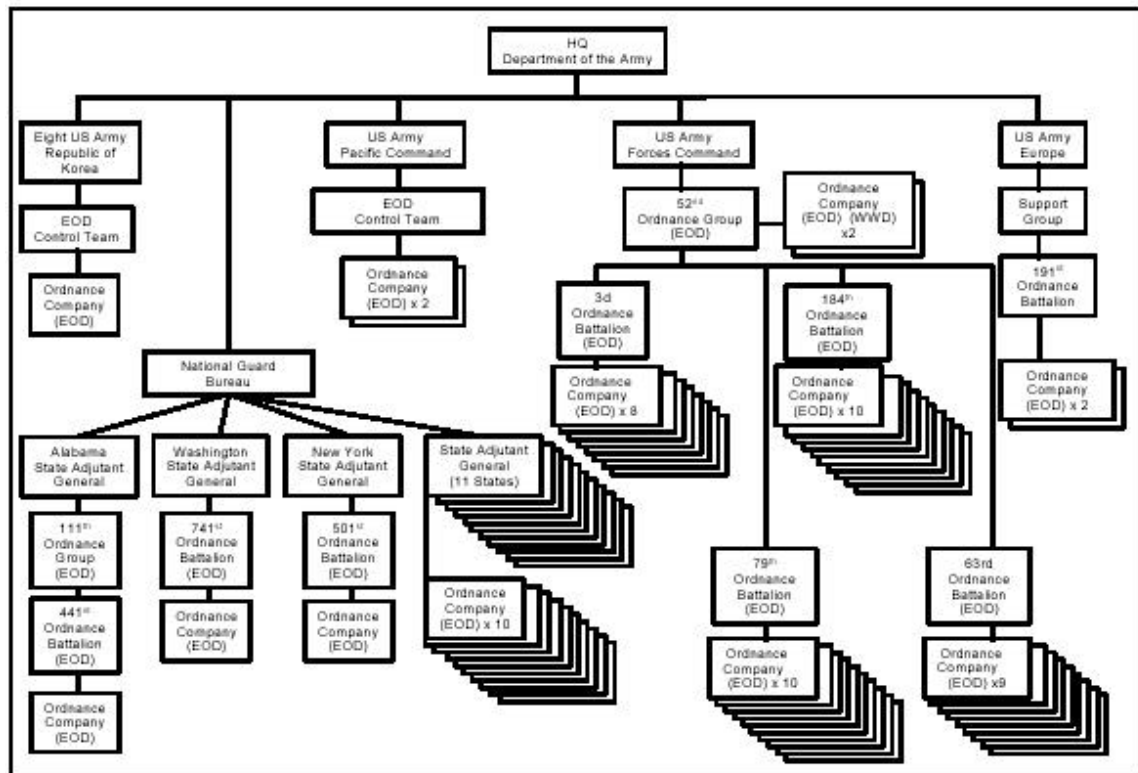 HQ
Department of the Army
Eight US Army
Republic of
Korea
US Army
Pacific Command
US Army
Forces Command
US Army
Europe
EOD
Control Team
EOD
Control Team
52nd
Ordnance Group
(EOD)
Ordnance
Company
(EOD) (WWD)
x2
Support
Group
Ordnance
Company
(EOD)
Ordnance
Company
(EOD) x 2
3d
Ordnance
Battalion
(EOD)
184th
Ordnance
Battalion
(EOD)
191st
Ordnance
Battalion
National Guard
Bureau
Ordnance
Company
(EOD) x 8
Ordnance
Company
(EOD) x 10
Ordnance
Company
(EOD) x 2
Alabama
State Adjutant
General
Washington
State Adjutant
General
New York
State Adjutant
General
State Adjutant
General
(11 States)
111th
Ordnance
Group
(EOD)
741st
Ordnance
Battalion
(EOD)
501st
Ordnance
Battalion
(EOD)
79th
Ordnance
Battalion
(EOD)
63rd
Ordnance
Battalion
(EOD)
441st
Ordnance
Battalion
(EOD)
Ordnance
Company
(EOD)
Ordnance
Company
(EOD)
Ordnance
Company
(EOD) x 10
Ordnance
Company
(EOD) x 10
Ordnance
Company
(EOD) x9
Ordnance
Company
(EOD)